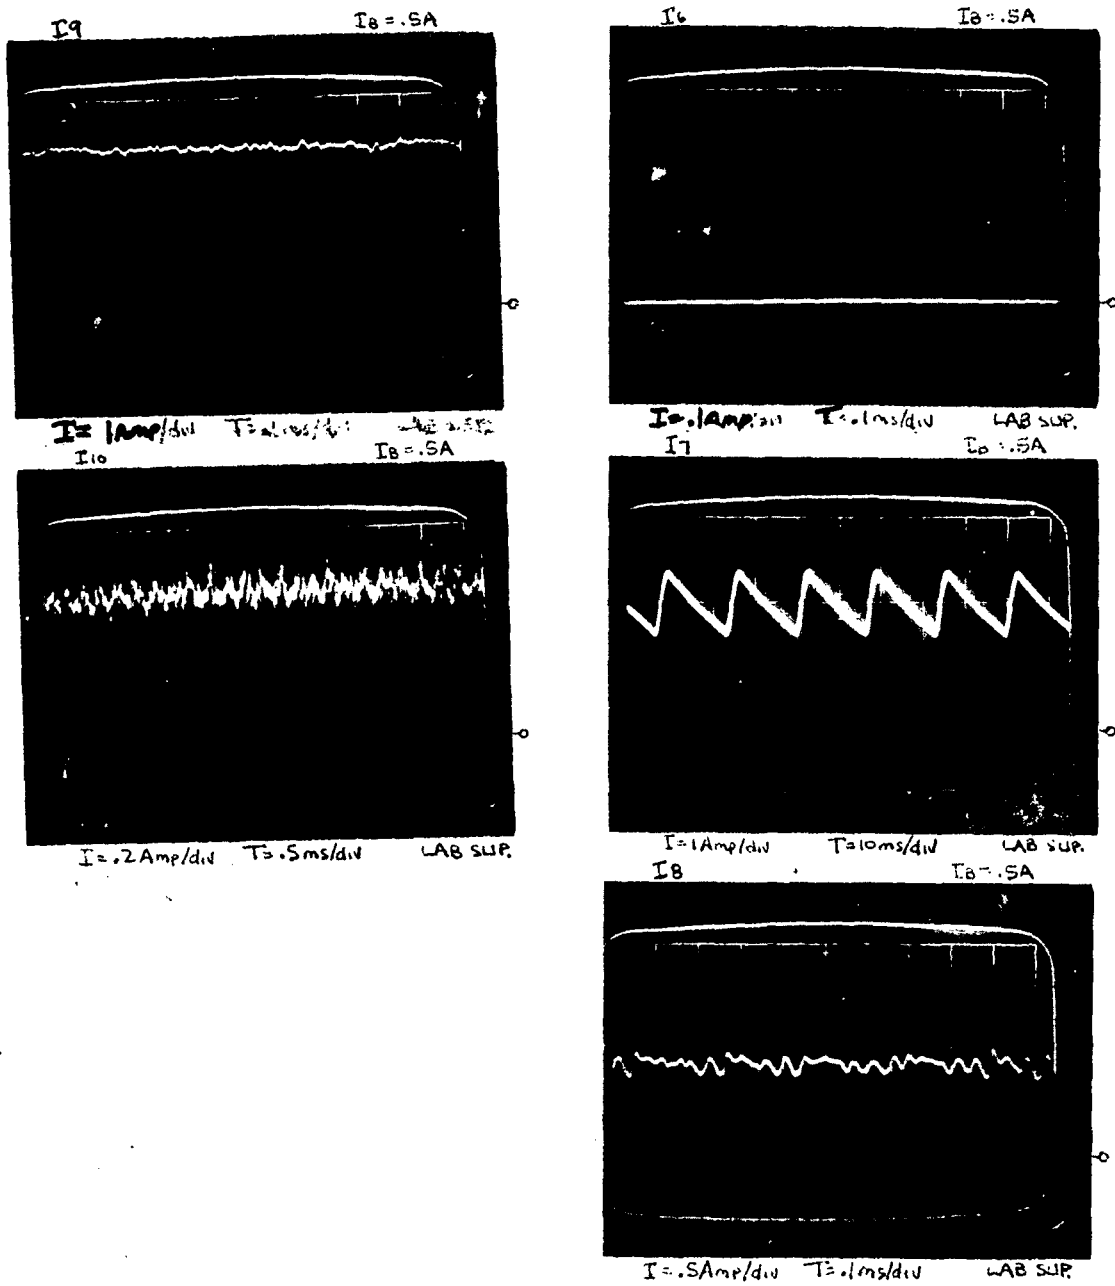 I9 IB = .5A
I= 1Amp/div
I10 IB = .5A
I = .2 Amp/div T= .5ms/div LAB SUP.
I6 IB = .5A
I= .1Amp/div T= .1ms/div LAB SUP.
I7 IB = .5A
I = 1Amp/div T=10ms/div LAB SUP.
I8 IB = .5A
I = .5Amp/div T= .1ms/div LAB SUP.